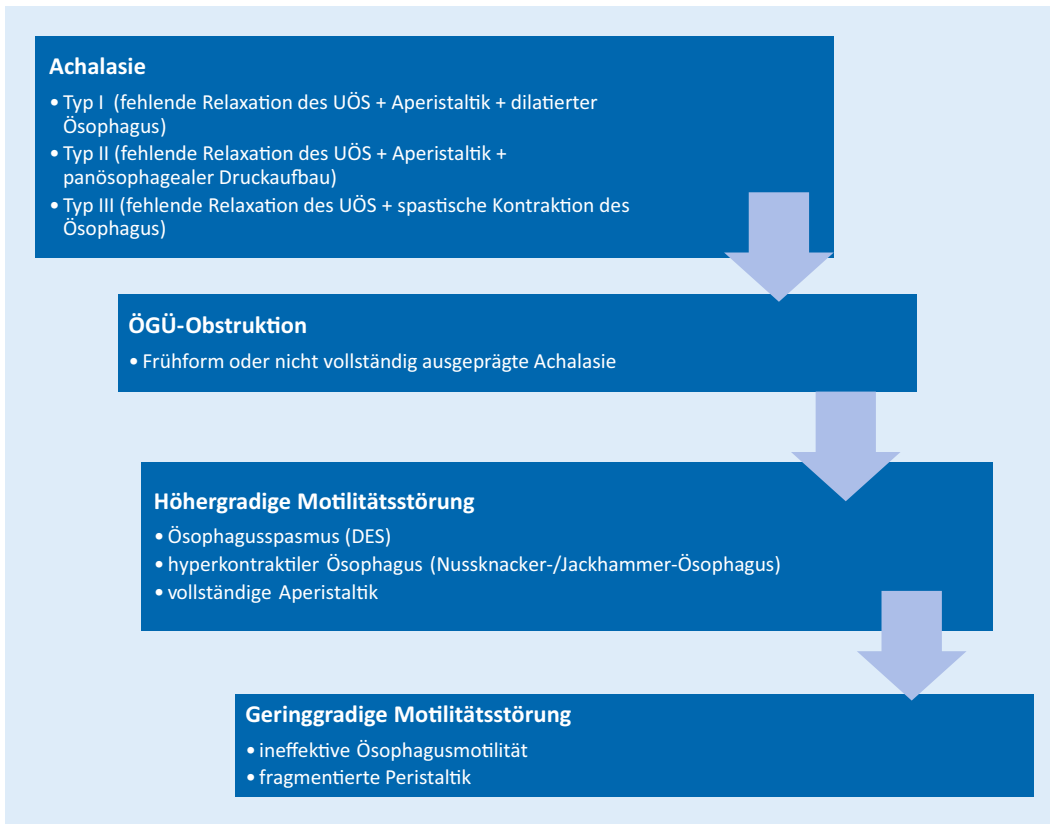 Achalasie
• Typ I (fehlende Relaxation des UÖS + Aperistaltik + dilatierter
Ösophagus)
• Typ II (fehlende Relaxation des UÖS + Aperistaltik +
panösophagealer Druckaufbau)
• Typ III (fehlende Relaxation des UÖS + spastische Kontraktion des
Ösophagus)
ÖGÜ-Obstruktion
• Frühform oder nicht vollständig ausgeprägte Achalasie
Höhergradige Motilitätsstörung
• Ösophagusspasmus (DES)
• hyperkontraktiler Ösophagus (Nussknacker-/Jackhammer-Ösophagus)
• vollständige Aperistaltik
Geringgradige Motilitätsstörung
• ineffektive Ösophagusmotilität
• fragmentierte Peristaltik